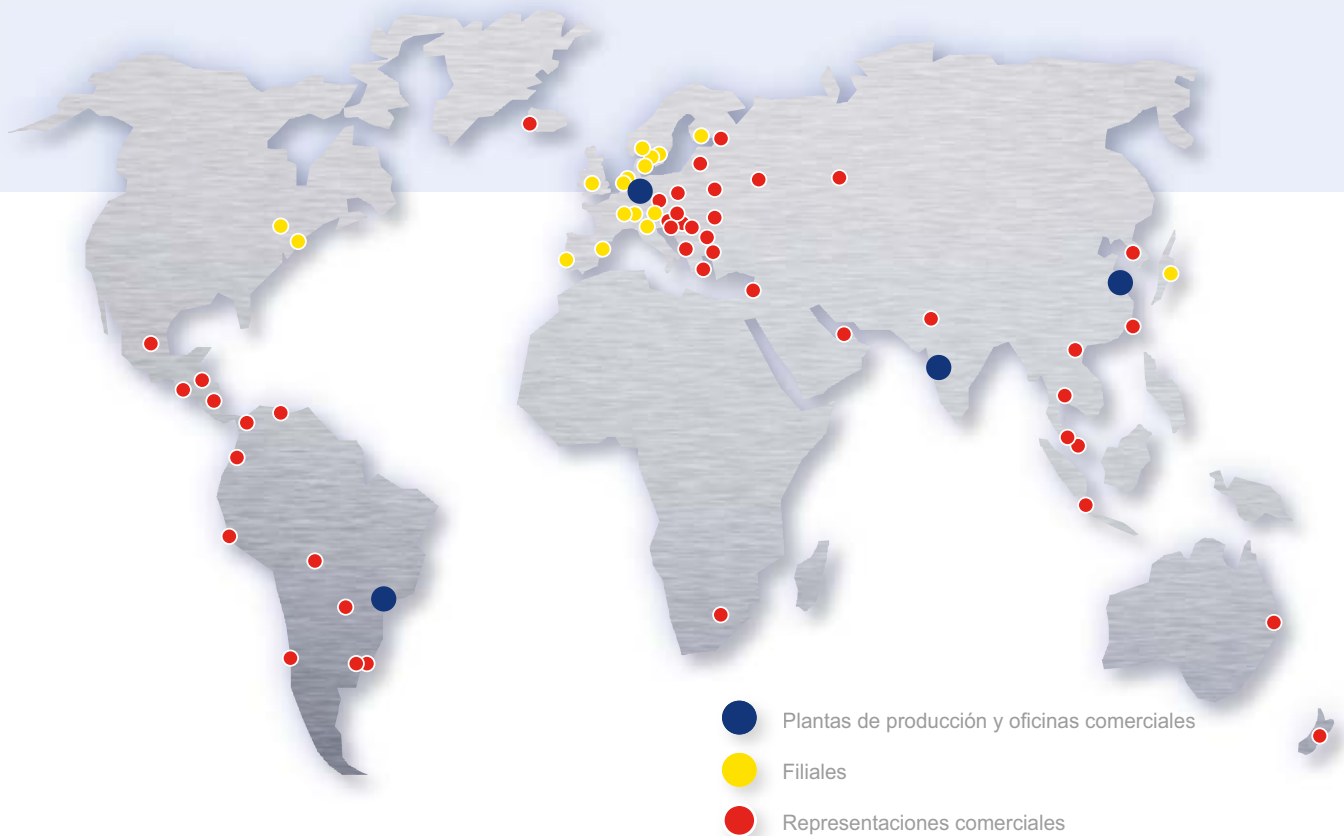 Plantas de producción y oficinas comerciales
Filiales
Representaciones comerciales